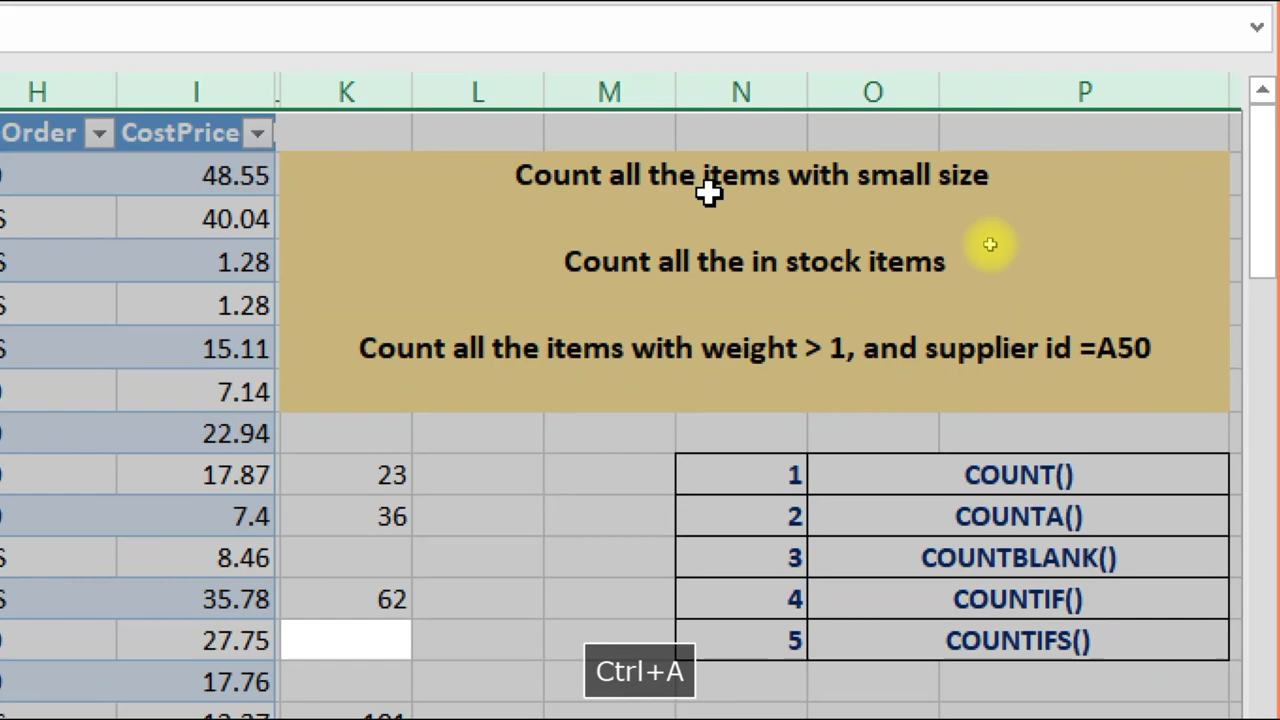 H I K L M N O P
Order CostPrice
48.55 Count all the items with small size
40.04
1.28 Count all the in stock items
1.28
15.11 Count all the items with weight > 1, and supplier id =A50
7.14
22.94
17.87 23 1 COUNT()
7.4 36 2 COUNTA()
8.46 3 COUNTBLANK()
35.78 62 4 COUNTIF()
27.75 5 COUNTIFS()
Ctrl+A
17.76